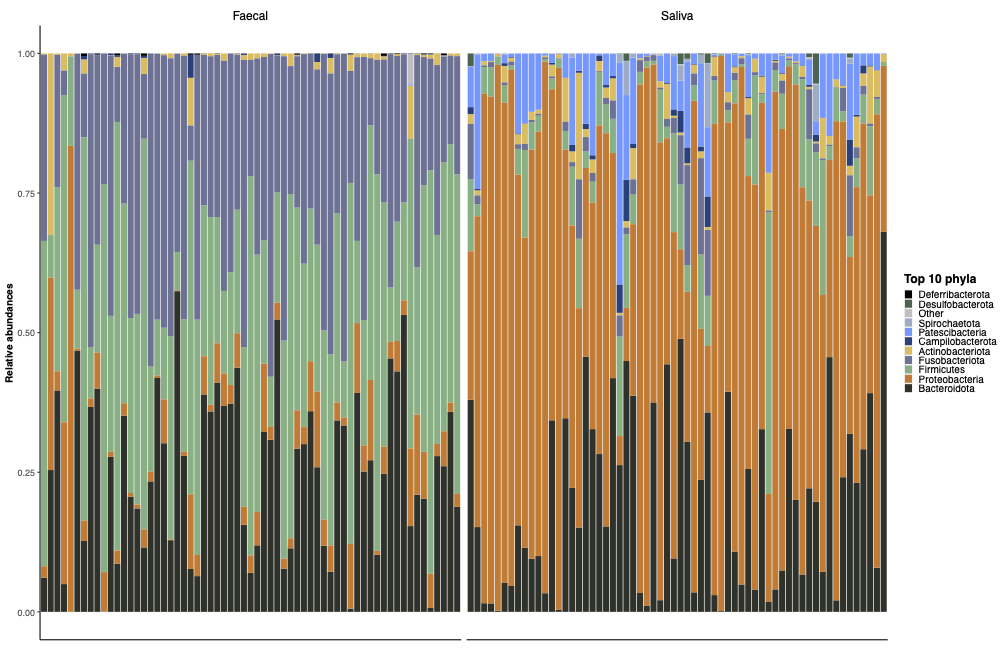 Faecal
Saliva
Relative abundances
1.00
0.75
0.50
0.25
0.00
Top 10 phyla
Deferribacterota
Desulfobacterota
Other
Spirochaetota
Patescibacteria
Campilobacterota
Actinobacteriota
Fusobacteriota
Firmicutes
Proteobacteria
Bacteroidota